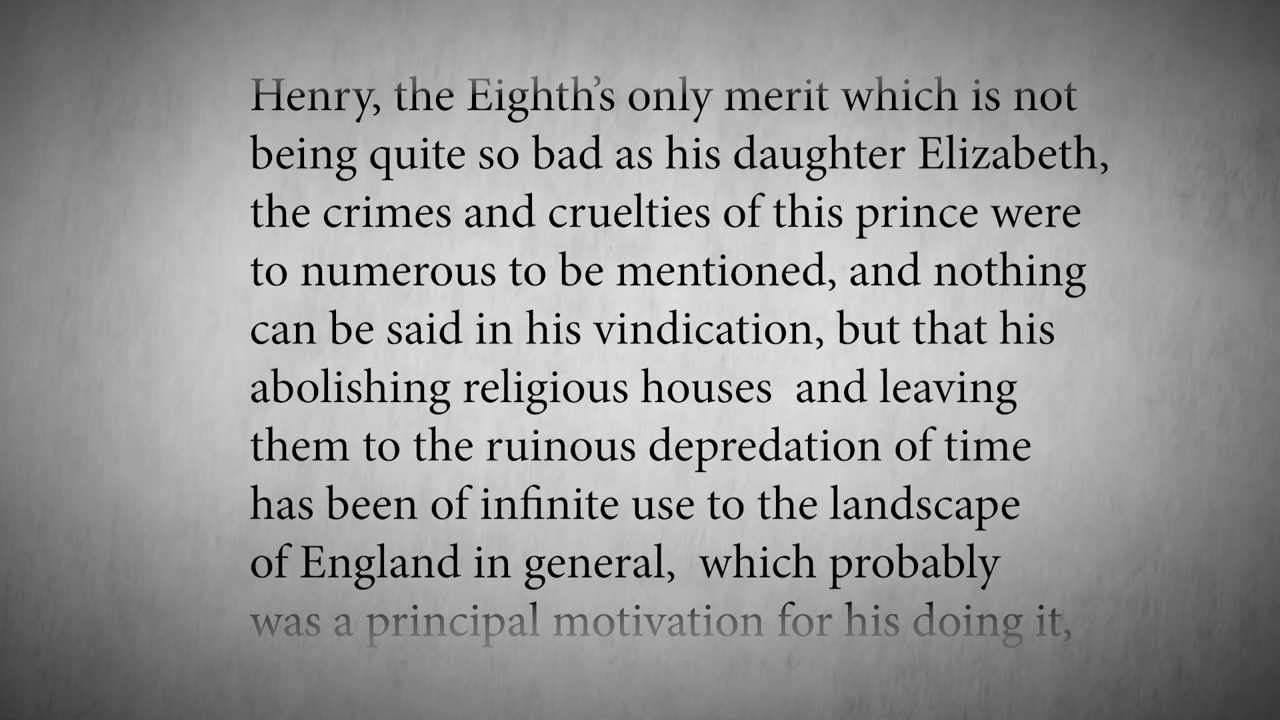 Henry, the Eighth’s only merit which is not
being quite so bad as his daughter Elizabeth,
the crimes and cruelties of this prince were
to numerous to be mentioned, and nothing
can be said in his vindication, but that his
abolishing religious houses  and leaving
them to the ruinous depredation of time
has been of infinite use to the landscape
of England in general,  which probably
was a principal motivation for his doing it,